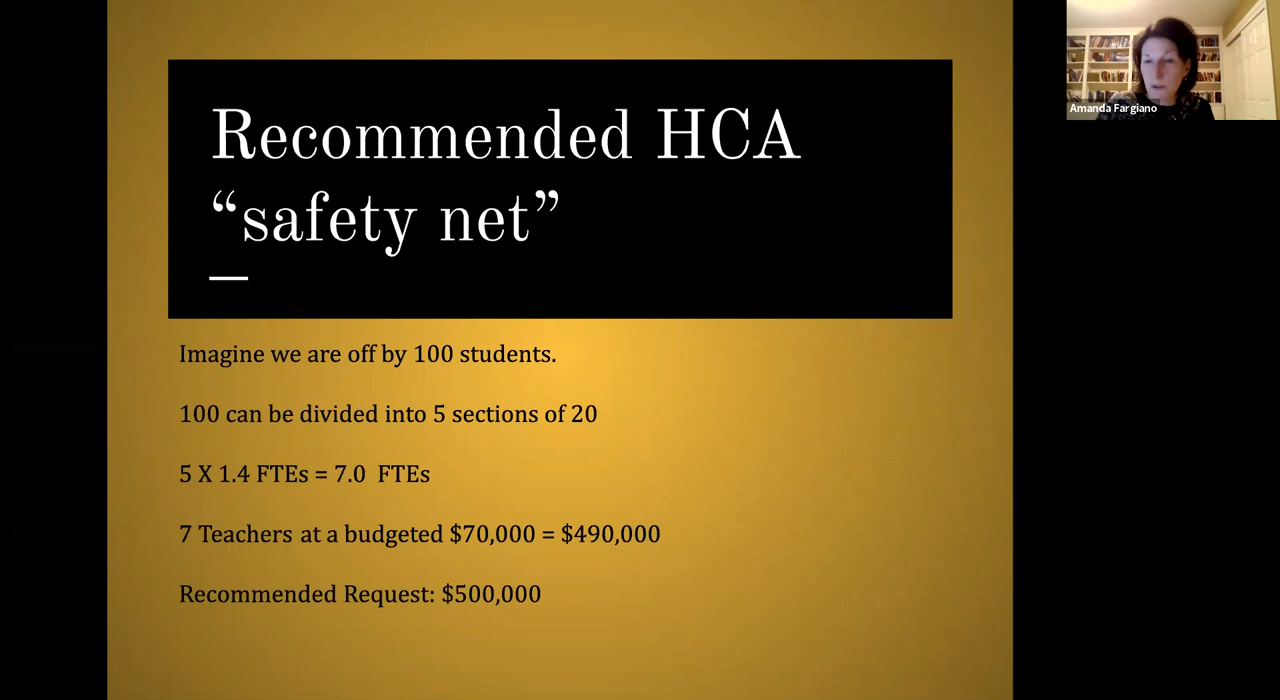 Recommended HCA
“safety net”
Imagine we are off by 100 students.
100 can be divided into 5 sections of 20
5 X 1.4 FTEs = 7.0  FTEs
7 Teachers at a budgeted $70,000 = $490,000
Recommended Request: $500,000
Amanda Fargiano